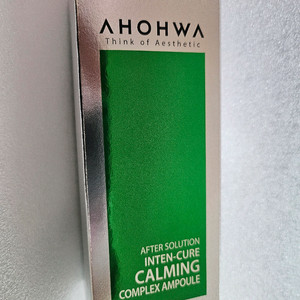 AHOHWA
Think of Aesthetic
AFTER SOLUTION
INTEN-CURE
CALMING
COMPLEX AMPOULE